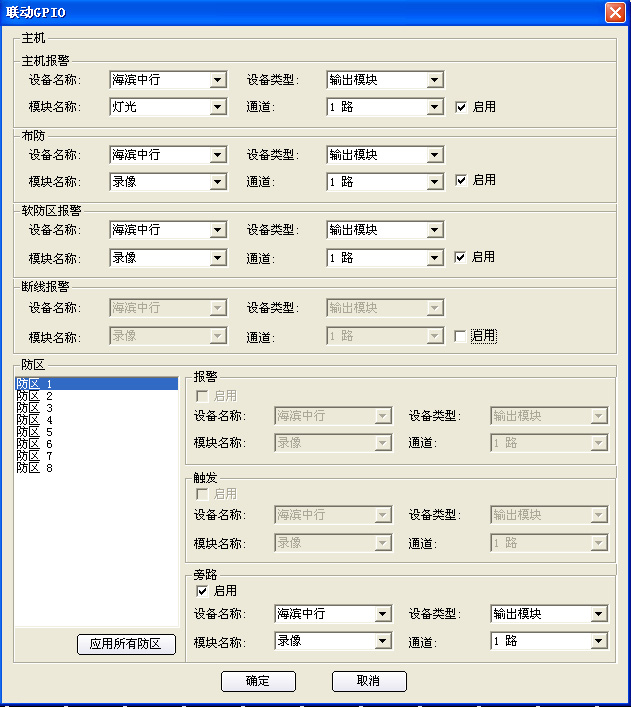 联动GPIO
主机
主机报警
设备名称: 海滨中行 设备类型: 输出模块
模块名称: 灯光 通道: 1 路 启用
布防
设备名称: 海滨中行 设备类型: 输出模块
模块名称: 录像 通道: 1 路 启用
软防区报警
设备名称: 海滨中行 设备类型: 输出模块
模块名称: 录像 通道: 1 路 启用
断线报警
设备名称: 海滨中行 设备类型: 输出模块
模块名称: 录像 通道: 1 路 启用
防区
防区 1
防区 2
防区 3
防区 4
防区 5
防区 6
防区 7
防区 8
应用所有防区
报警
启用
设备名称: 海滨中行 设备类型: 输出模块
模块名称: 录像 通道: 1 路
触发
启用
设备名称: 海滨中行 设备类型: 输出模块
模块名称: 录像 通道: 1 路
旁路
启用
设备名称: 海滨中行 设备类型: 输出模块
模块名称: 录像 通道: 1 路
确定 取消